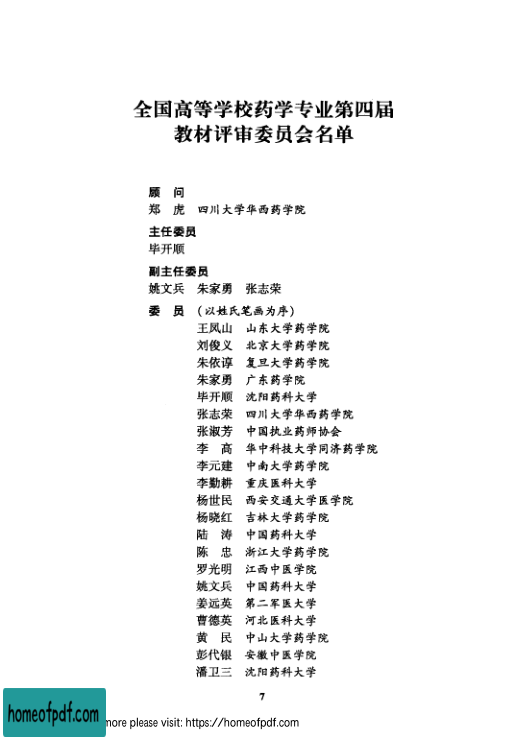 全国高等学校药学专业第四届
教材评审委员会名单
顾　问
郑　虎　四川大学华西药学院
主任委员
毕开顺
副主任委员
姚文兵　朱家勇　张志荣
委　员　（以姓氏笔画为序）
王凤山　山东大学药学院
刘俊义　北京大学药学院
朱依谆　复旦大学药学院
朱家勇　广东药学院
毕开顺　沈阳药科大学
张志荣　四川大学华西药学院
张淑芳　中国执业药师协会
李　高　华中科技大学同济药学院
李元建　中南大学药学院
李勤耕　重庆医科大学
杨世民　西安交通大学医学院
杨晓红　吉林大学药学院
陆　涛　中国药科大学
陈　忠　浙江大学药学院
罗光明　江西中医学院
姚文兵　中国药科大学
姜远英　第二军医大学
曹德英　河北医科大学
黄　民　中山大学药学院
彭代银　安徽中医学院
潘卫三　沈阳药科大学
7
homeofpdf.com
more please visit: https://homeofpdf.com